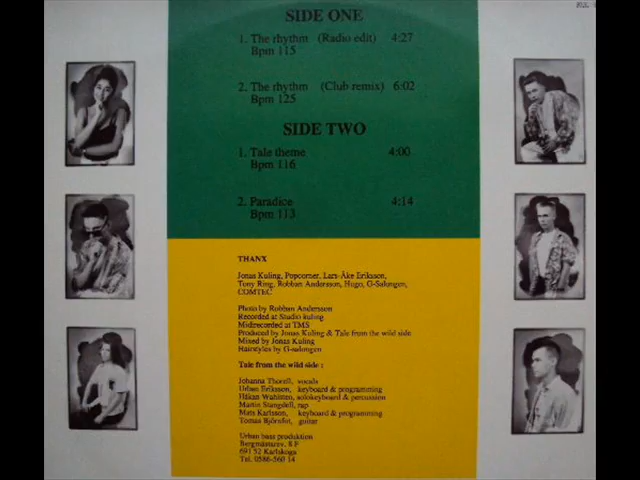 SIDE ONE
1. The rhythm (Radio edit) 4:27
Bpm 115
2. The rhythm (Club remix) 6:02
Bpm 125
SIDE TWO
1. Tale theme 4:00
Bpm 116
2. Paradice 4:14
Bpm 113
THANX
Jonas Kuling, Popcorner, Lars-Åke Eriksson,
Tony Ring, Robban Andersson, Hugo, G-Salongen,
COMTEC
Photo by Robban Andersson
Recorded at Studio kuling
Midirecorded at TMS
Produced by Jonas Kuling & Tale from the wild side
Mixed by Jonas Kuling
Hairstyles by G-salongen
Tale from the wild side :
Johanna Thorell, vocals
Urban Eriksson, keyboard & programming
Håkan Wahlsten, solokeyboard & percussion
Martin Stangdell, rap
Mats Karlsson, keyboard & programming
Tomas Björnfot, guitar
Urban bass produktion
Bergmästarev. 8 F
691 52 Karlskoga
Tel. 0586-560 14